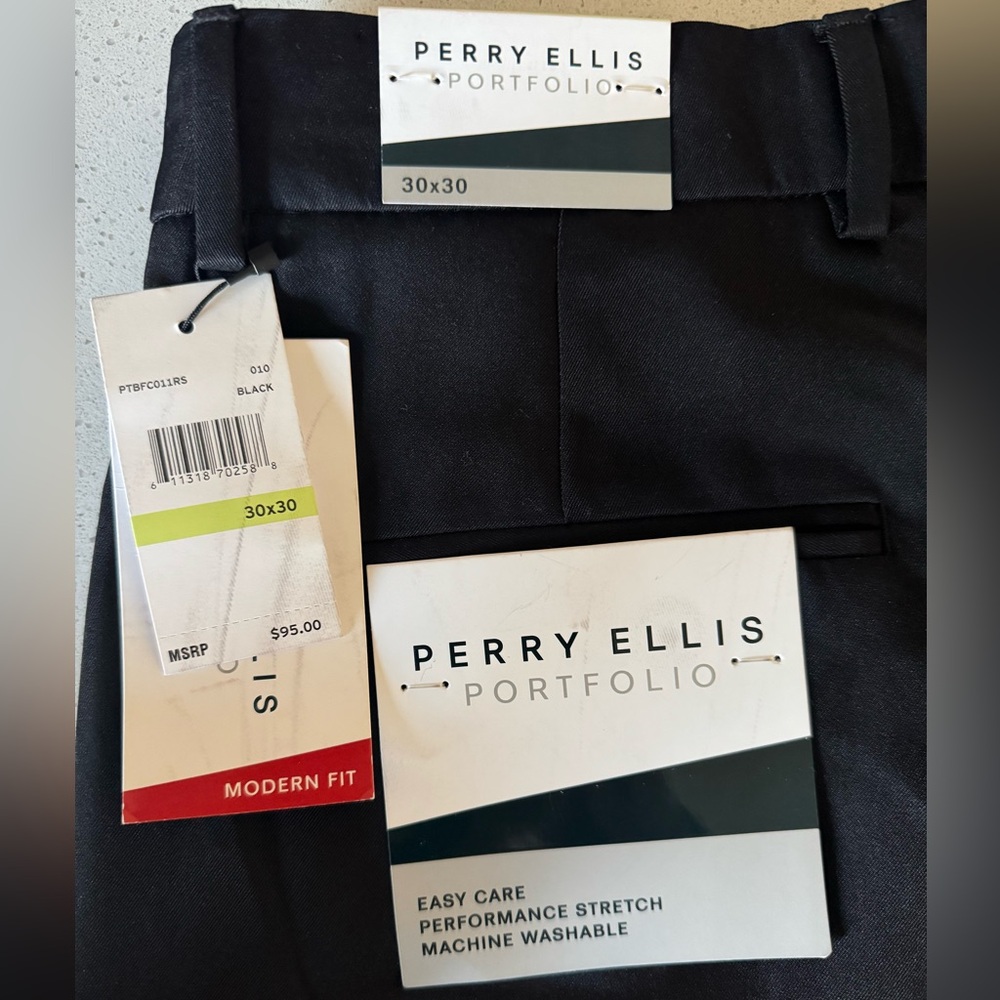 PERRY ELLIS
PORTFOLIO
30x30
PTBFC011RS
010
BLACK
6 11318 70258 8
30x30
MSRP $95.00
LIS
O
MODERN FIT
PERRY ELLIS
PORTFOLIO
EASY CARE
PERFORMANCE STRETCH
MACHINE WASHABLE